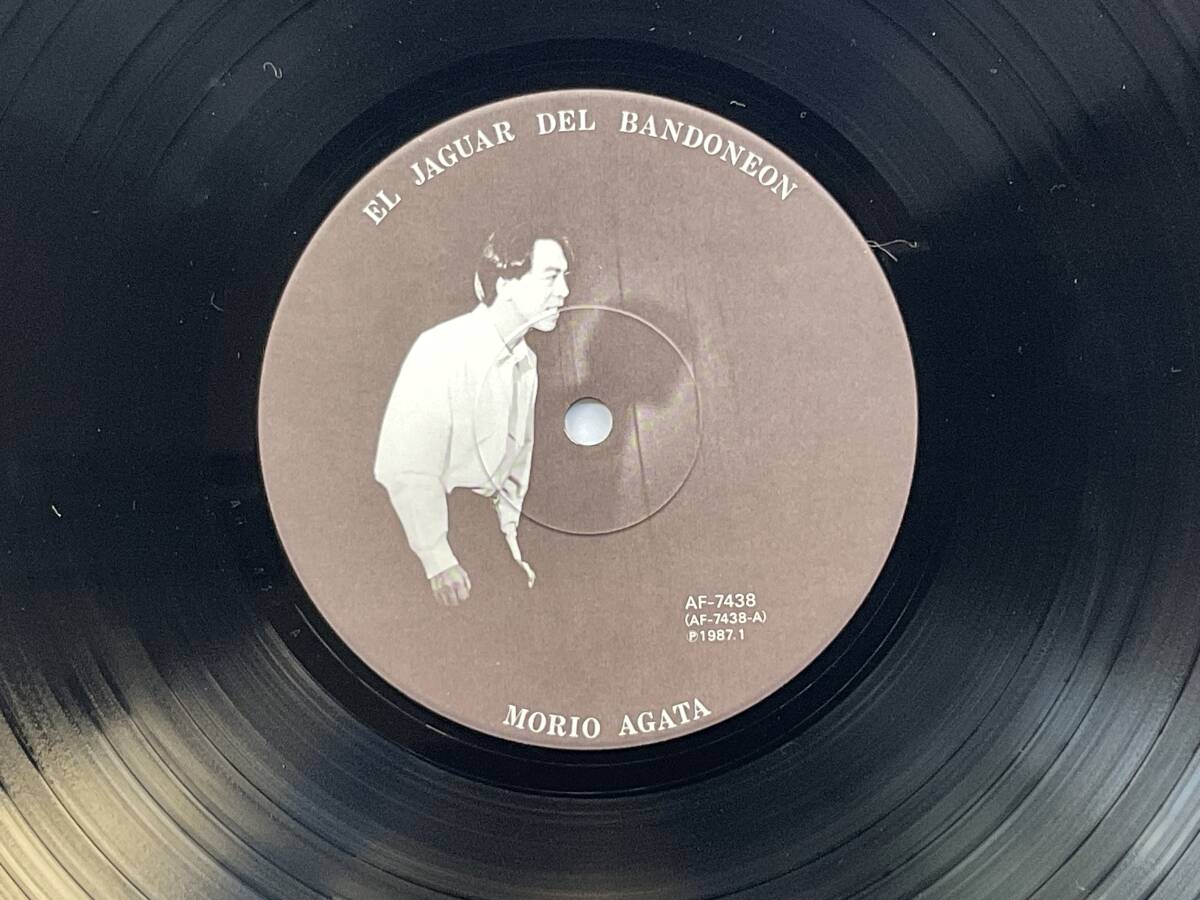 EL JAGUAR DEL BANDONEON
AF-7438
(AF-7438-A)
℗1987.1
MORIO AGATA